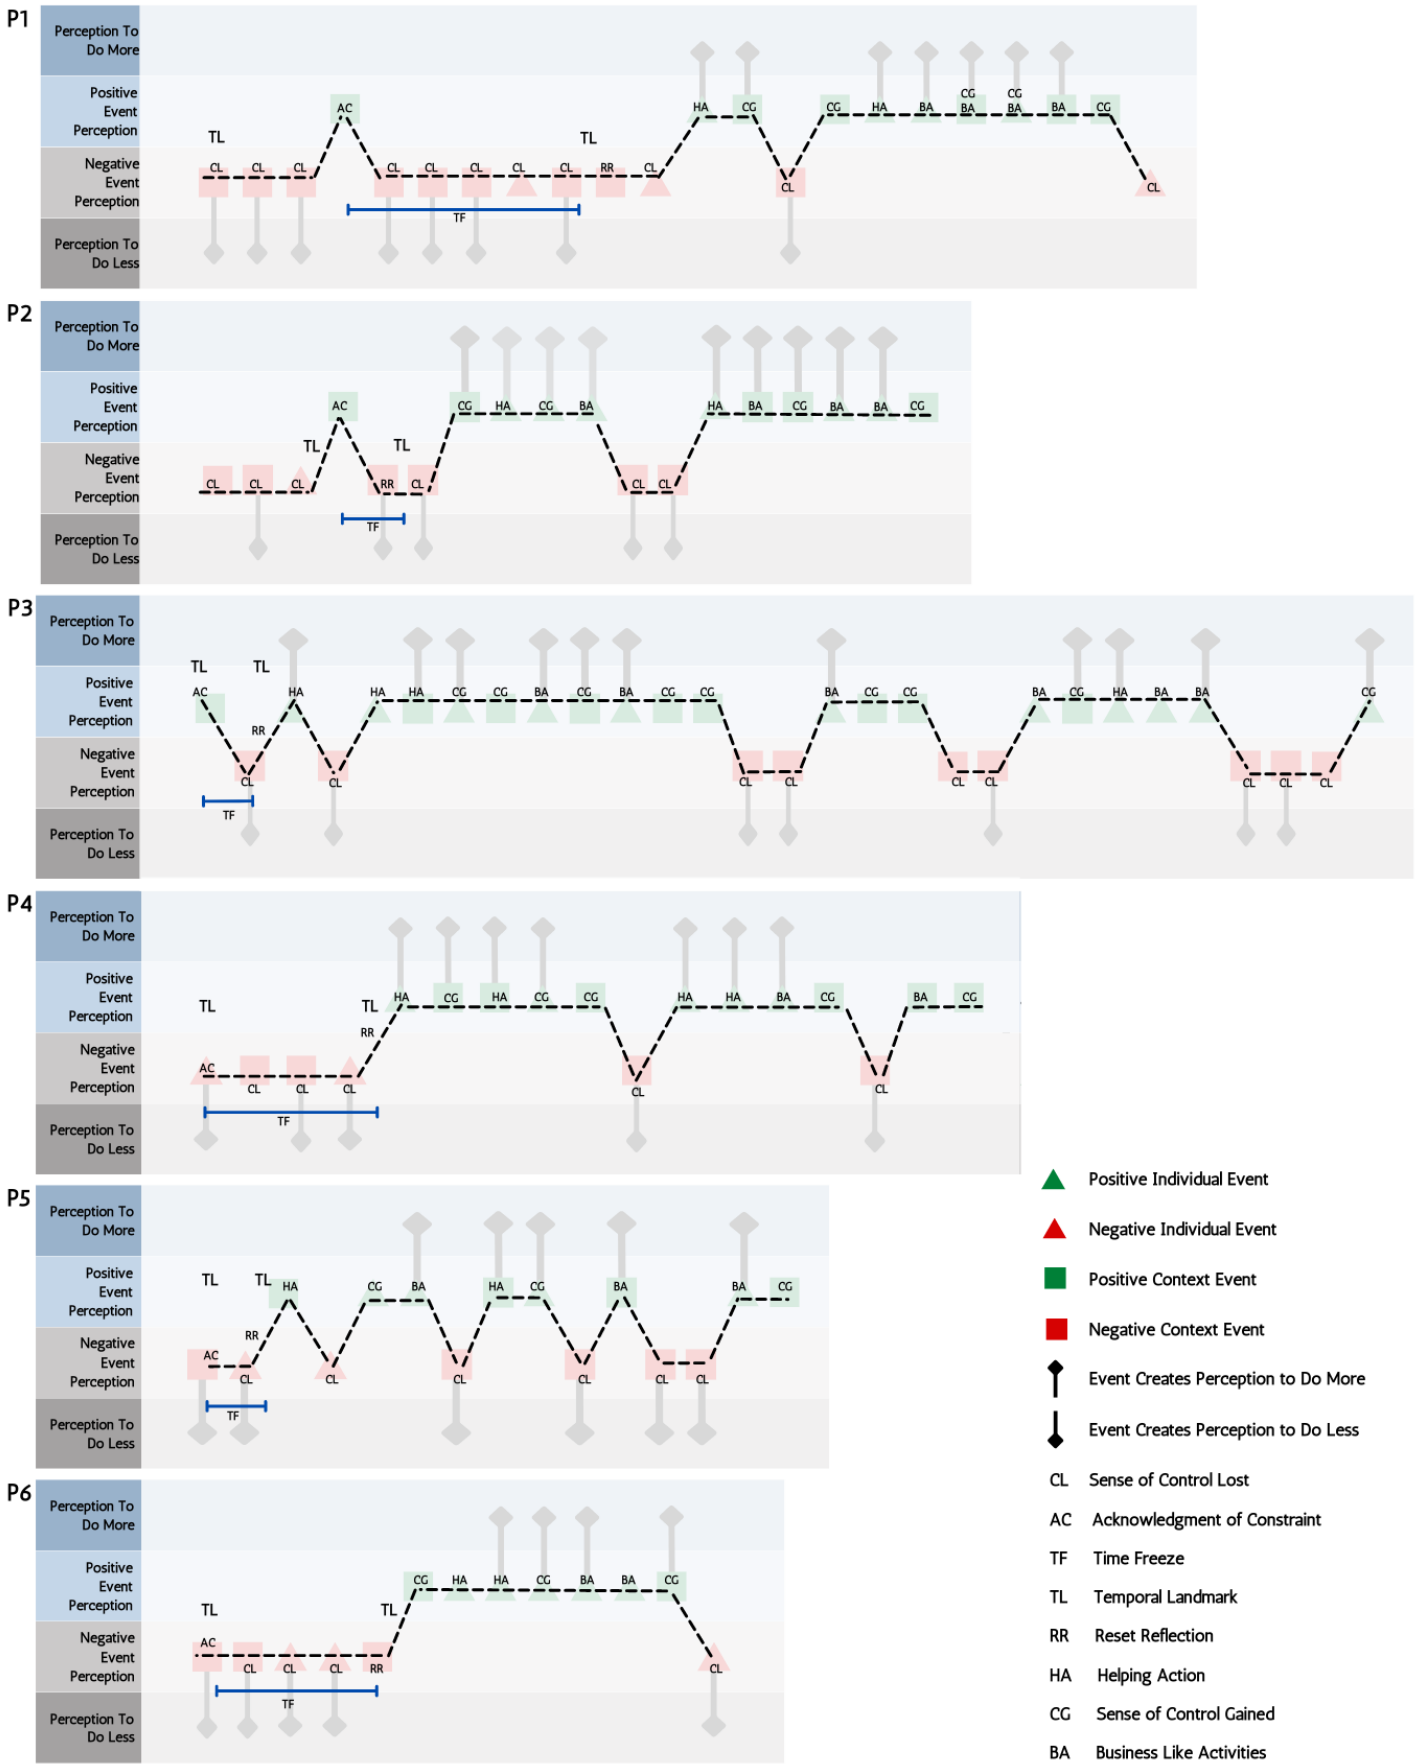 P1
Perception To
Do More
Positive
Event
Perception
Negative
Event
Perception
Perception To
Do Less
CG CG
AC HA CG CG HA BA BA BA BA CG
TL TL
CL CL CL CL CL CL CL CL RR CL CL CL
TF
P2
Perception To
Do More
Positive
Event
Perception
Negative
Event
Perception
Perception To
Do Less
AC CG HA CG BA HA BA CG BA BA CG
TL TL
CL CL CL RR CL CL CL
TF
P3
Perception To
Do More
Positive
Event
Perception
Negative
Event
Perception
Perception To
Do Less
TL TL
AC HA HA HA CG CG BA CG BA CG CG BA CG CG BA CG HA BA BA CG
RR
CL CL CL CL CL CL CL CL CL
TF
P4
Perception To
Do More
Positive
Event
Perception
Negative
Event
Perception
Perception To
Do Less
HA CG HA CG CG HA HA BA CG BA CG
TL TL
RR
AC
CL CL CL CL CL
TF
P5
Perception To
Do More
Positive
Event
Perception
Negative
Event
Perception
Perception To
Do Less
TL TL
HA CG BA HA CG BA BA CG
RR
AC
CL CL CL CL CL CL
TF
P6
Perception To
Do More
Positive
Event
Perception
Negative
Event
Perception
Perception To
Do Less
CG HA HA CG BA BA CG
TL TL
AC
CL CL CL RR CL
TF
Positive Individual Event
Negative Individual Event
Positive Context Event
Negative Context Event
Event Creates Perception to Do More
Event Creates Perception to Do Less
CL Sense of Control Lost
AC Acknowledgment of Constraint
TF Time Freeze
TL Temporal Landmark
RR Reset Reflection
HA Helping Action
CG Sense of Control Gained
BA Business Like Activities